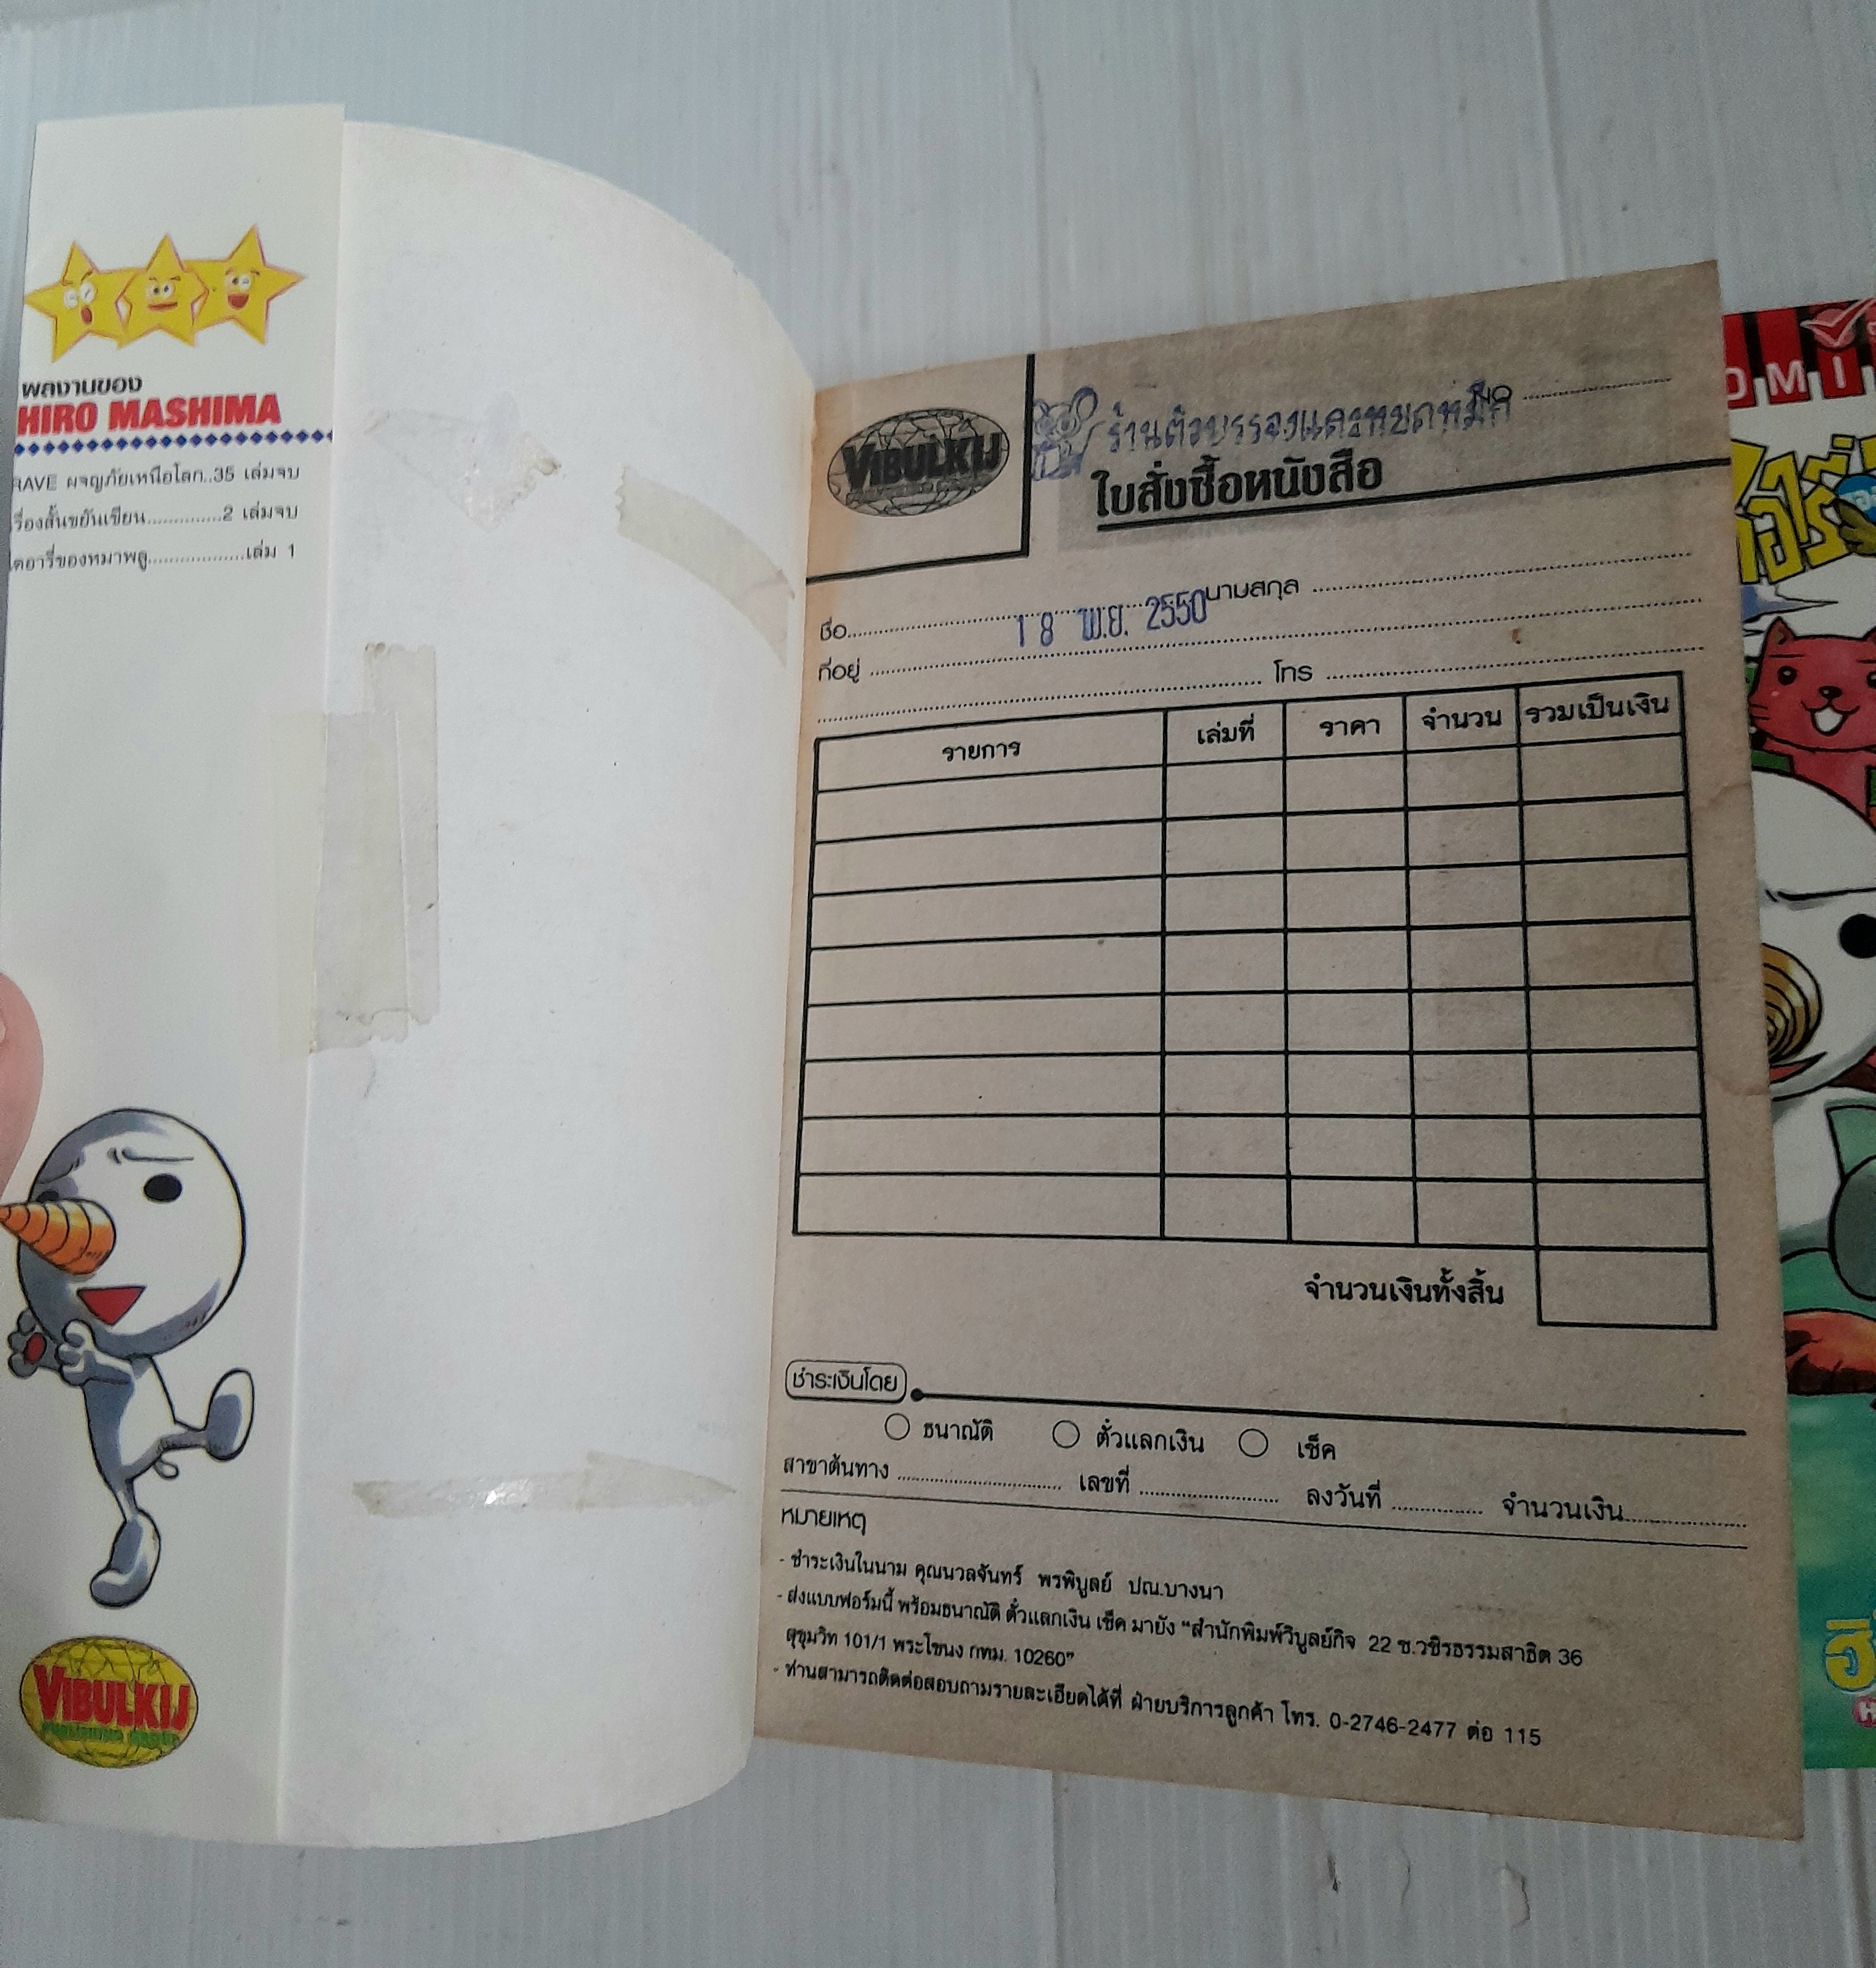 ผลงานของ
HIRO MASHIMA
RAVE ผจญภัยเหนือโลก..35 เล่มจบ
รื่องสั้นขยันเขียน..............2 เล่มจบ
ดอารี่ของหมาพลู...................เล่ม 1
VIBULKIJ
PUBLISHING GROUP
VIBULKIJ
NO
ใบสั่งซื้อหนังสือ
ชื่อ นามสกุล
18 พ.ย. 2550
ที่อยู่
โทร
รายการ เล่มที่ ราคา จำนวน รวมเป็นเงิน
จำนวนเงินทั้งสิ้น
ชำระเงินโดย
ธนาณัติ ตั๋วแลกเงิน เช็ค
สาขาต้นทาง เลขที่ ลงวันที่ จำนวนเงิน
หมายเหตุ
- ชำระเงินในนาม คุณนวลจันทร์ พรพิบูลย์ ปณ.บางนา
- ส่งแบบฟอร์มนี้ พร้อมธนาณัติ ตั๋วแลกเงิน เช็ค มายัง "สำนักพิมพ์วิบูลย์กิจ 22 ซ.วชิรธรรมสาธิต 36
สุขุมวิท 101/1 พระโขนง กทม. 10260"
- ท่านสามารถติดต่อสอบถามรายละเอียดได้ที่ ฝ่ายบริการลูกค้า โทร. 0-2746-2477 ต่อ 115
OMI